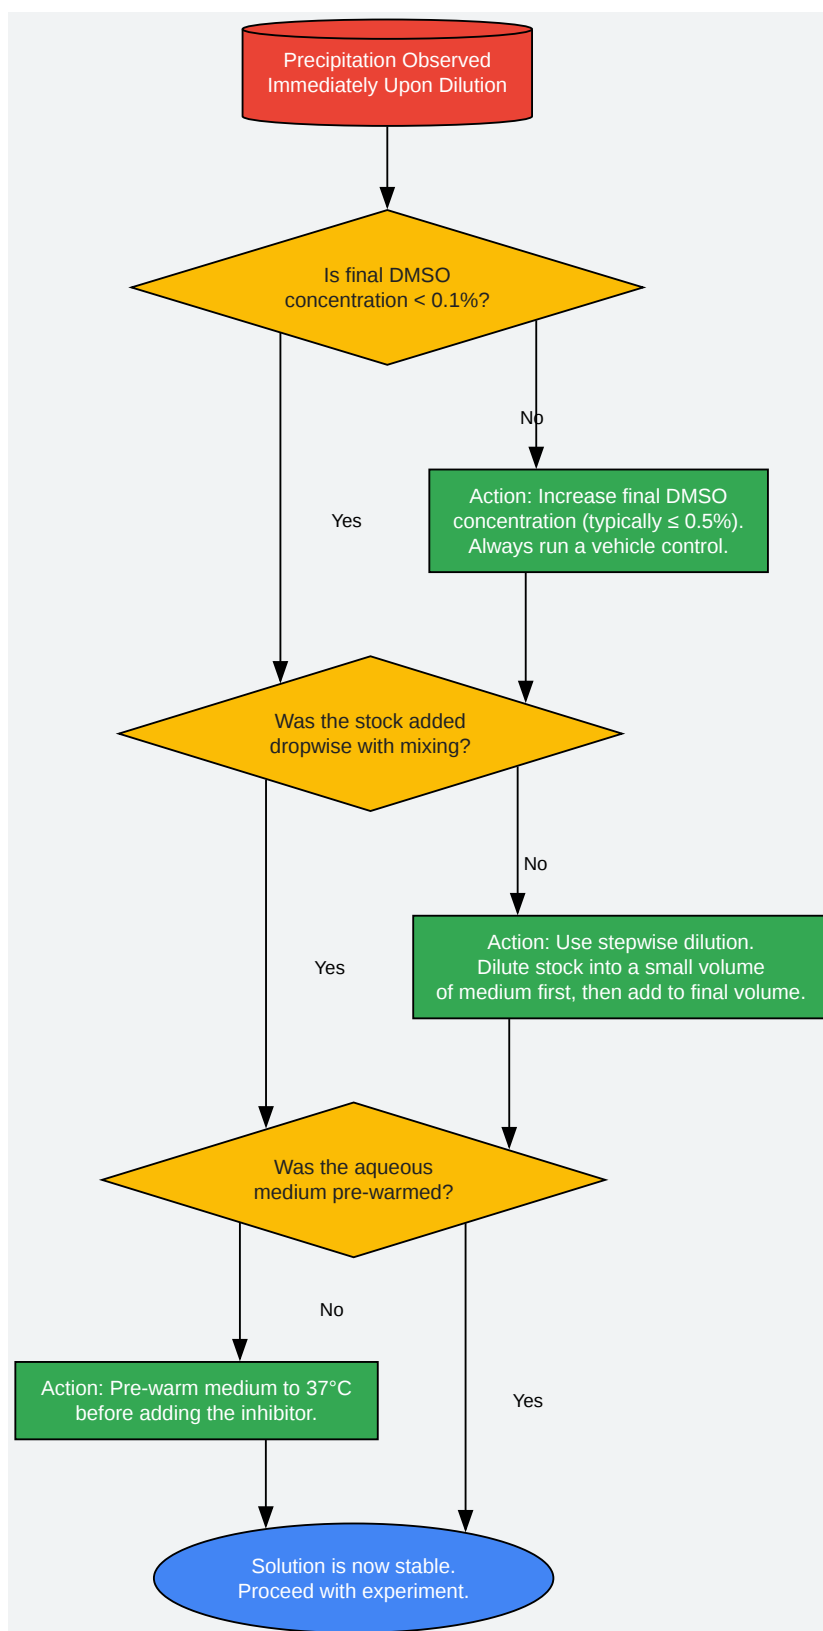 Precipitation Observed
Immediately Upon Dilution
Is final DMSO
concentration < 0.1%?
No
Action: Increase final DMSO
concentration (typically ≤ 0.5%).
Always run a vehicle control.
Yes
Was the stock added
dropwise with mixing?
No
Action: Use stepwise dilution.
Dilute stock into a small volume
of medium first, then add to final volume.
Yes
Was the aqueous
medium pre-warmed?
No
Action: Pre-warm medium to 37°C
before adding the inhibitor.
Yes
Solution is now stable.
Proceed with experiment.